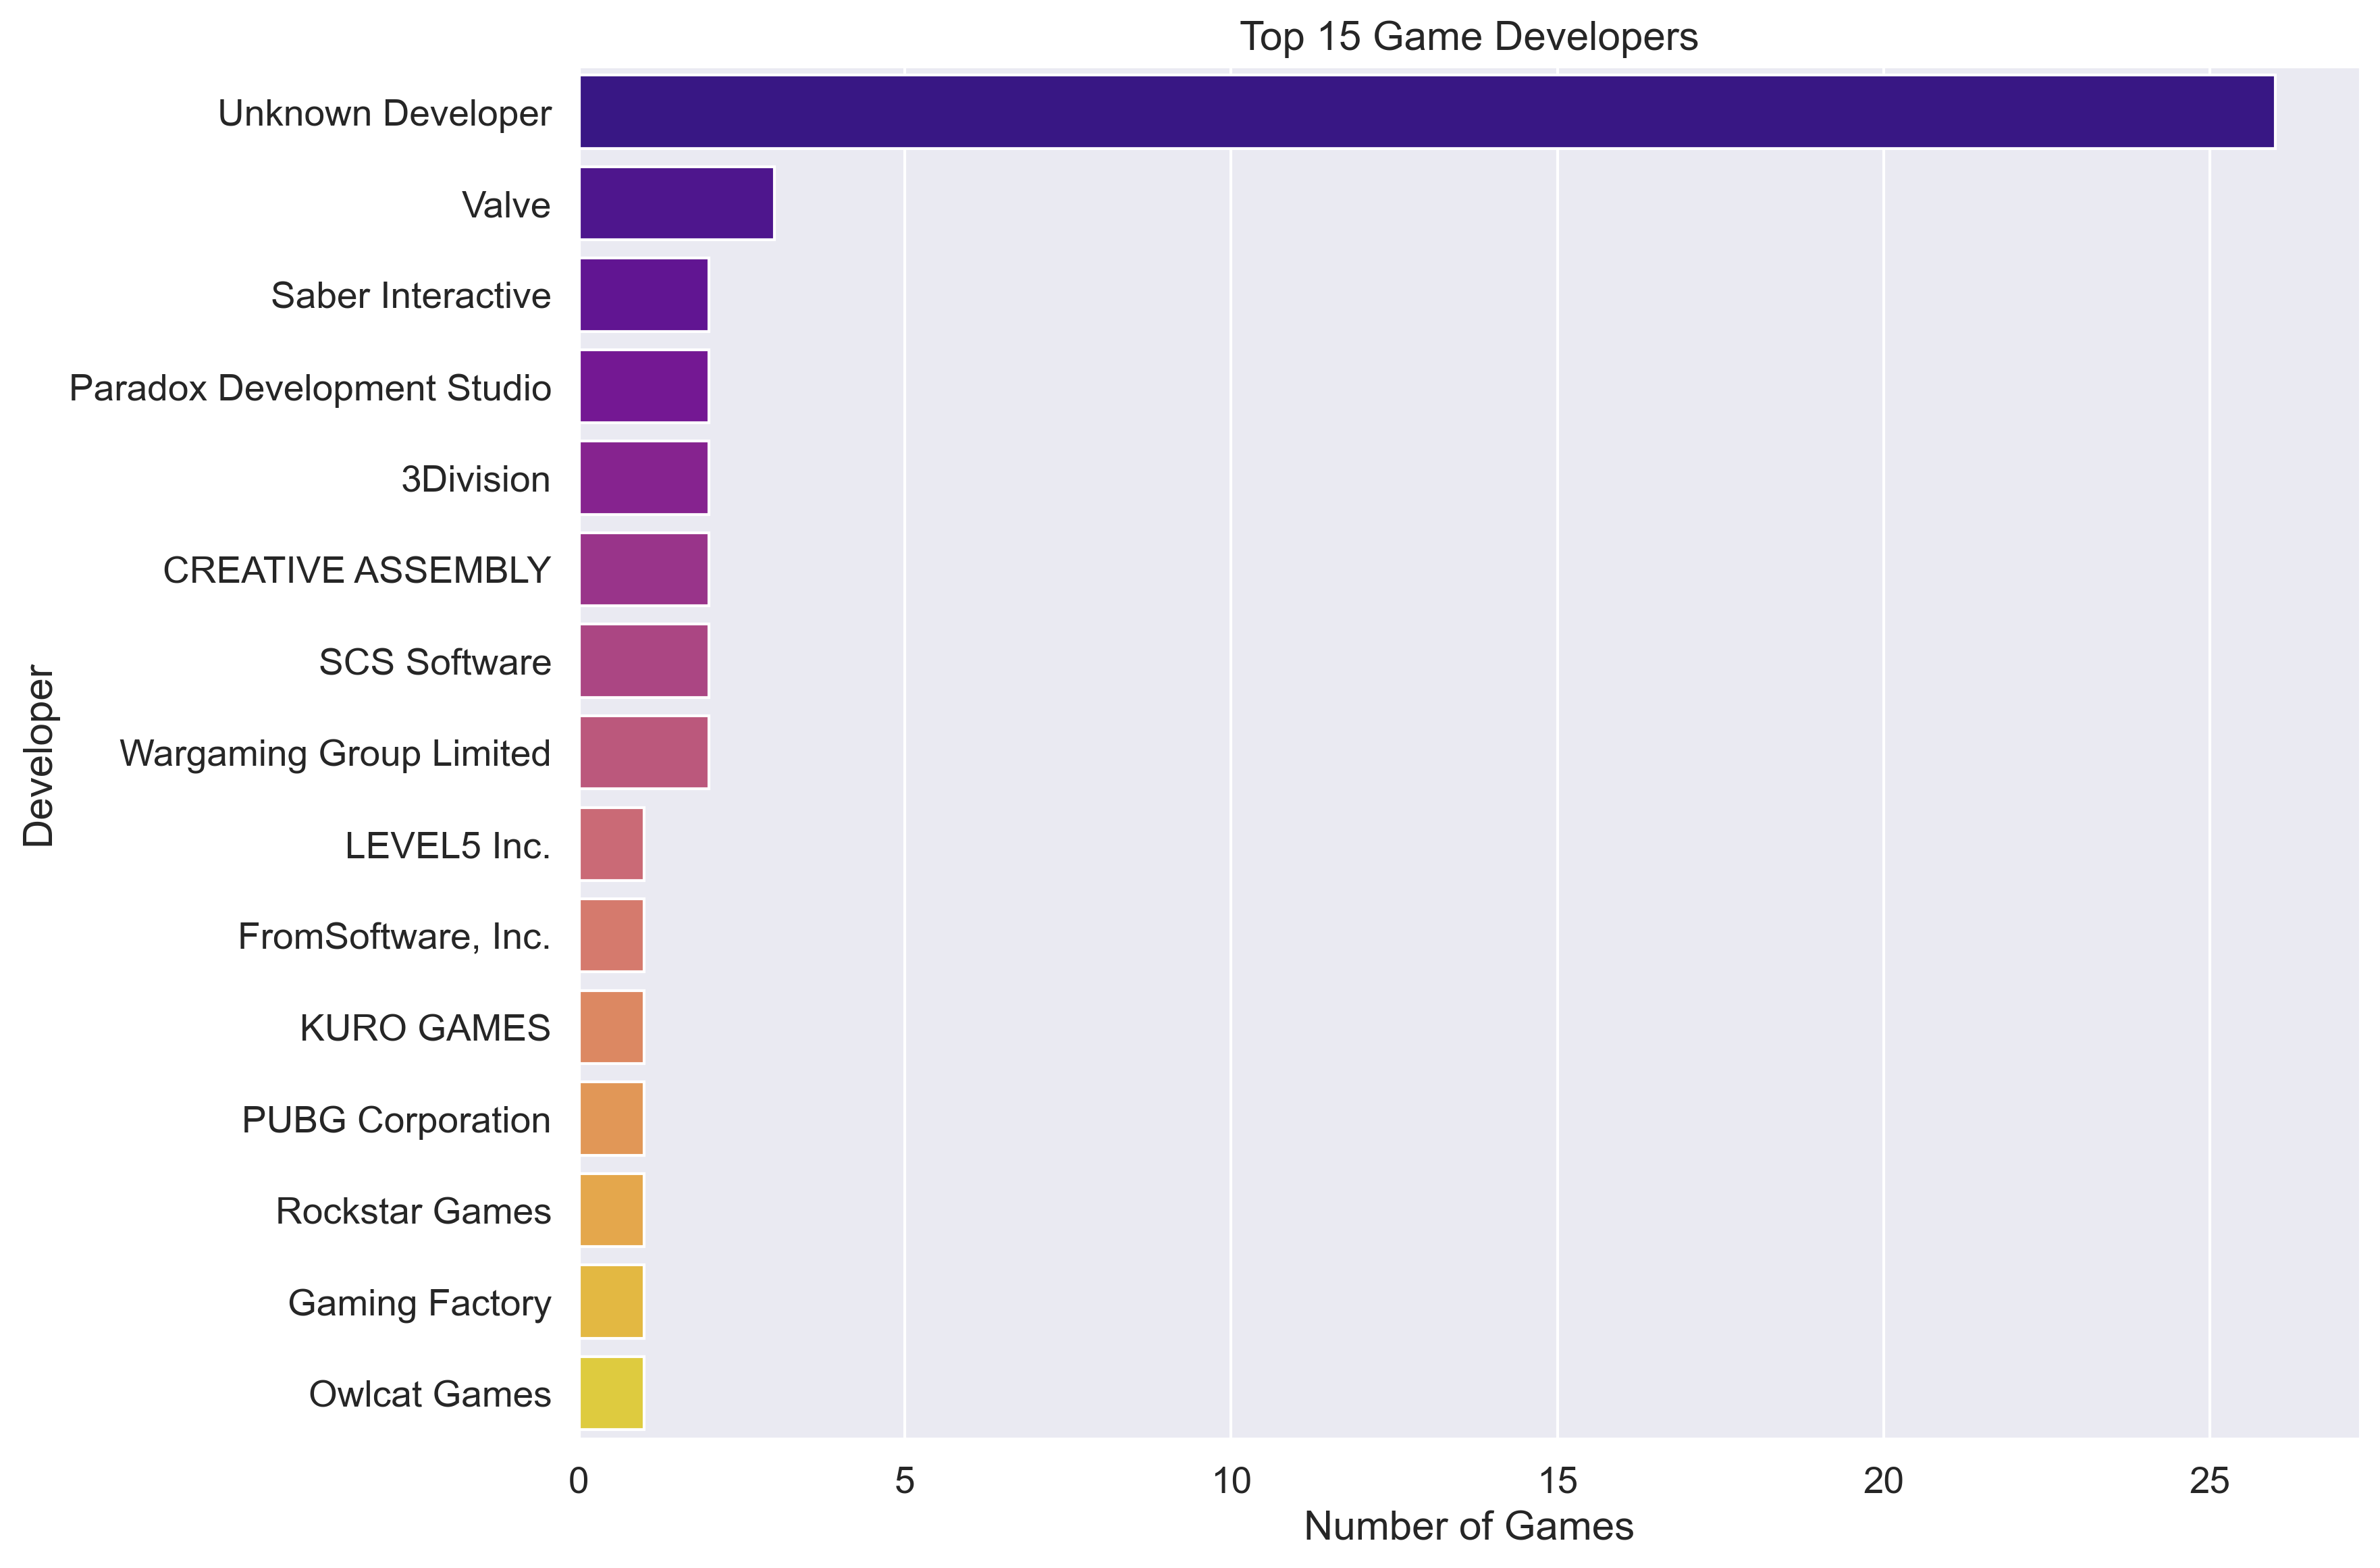 Top 15 Game Developers
Unknown Developer
Valve
Saber Interactive
Paradox Development Studio
3Division
CREATIVE ASSEMBLY
SCS Software
Wargaming Group Limited
LEVEL5 Inc.
FromSoftware, Inc.
KURO GAMES
PUBG Corporation
Rockstar Games
Gaming Factory
Owlcat Games
Developer
0 5 10 15 20 25
Number of Games